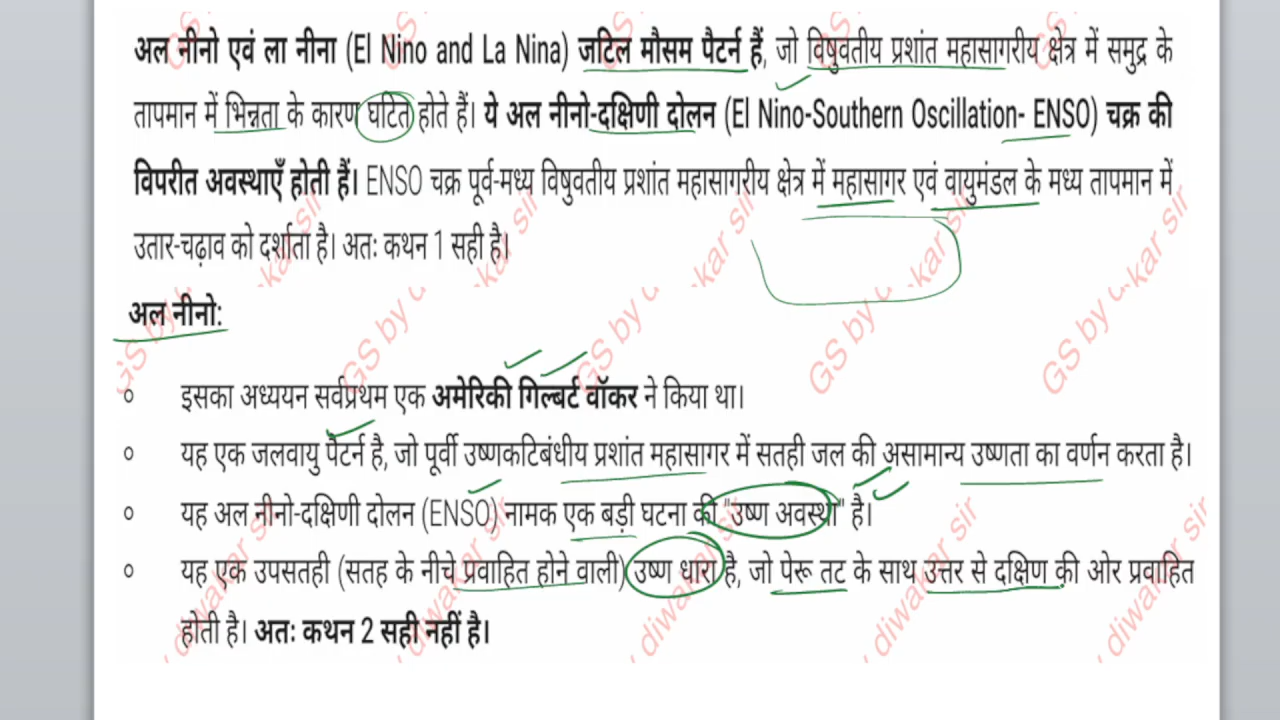 अल नीनो एवं ला नीना (El Nino and La Nina) जटिल मौसम पैटर्न हैं, जो विषुवतीय प्रशांत महासागरीय क्षेत्र में समुद्र के
तापमान में भिन्नता के कारण घटित होते हैं। ये अल नीनो-दक्षिणी दोलन (El Nino-Southern Oscillation- ENSO) चक्र की
विपरीत अवस्थाएँ होती हैं। ENSO चक्र पूर्व-मध्य विषुवतीय प्रशांत महासागरीय क्षेत्र में महासागर एवं वायुमंडल के मध्य तापमान में
उतार-चढ़ाव को दर्शाता है। अतः कथन 1 सही है।
अल नीनो:
० इसका अध्ययन सर्वप्रथम एक अमेरिकी गिल्बर्ट वॉकर ने किया था।
० यह एक जलवायु पैटर्न है, जो पूर्वी उष्णकटिबंधीय प्रशांत महासागर में सतही जल की असामान्य उष्णता का वर्णन करता है।
० यह अल नीनो-दक्षिणी दोलन (ENSO) नामक एक बड़ी घटना की "उष्ण अवस्था" है।
० यह एक उपसतही (सतह के नीचे प्रवाहित होने वाली) उष्ण धारा है, जो पेरू तट के साथ उत्तर से दक्षिण की ओर प्रवाहित
होती है। अतः कथन 2 सही नहीं है।